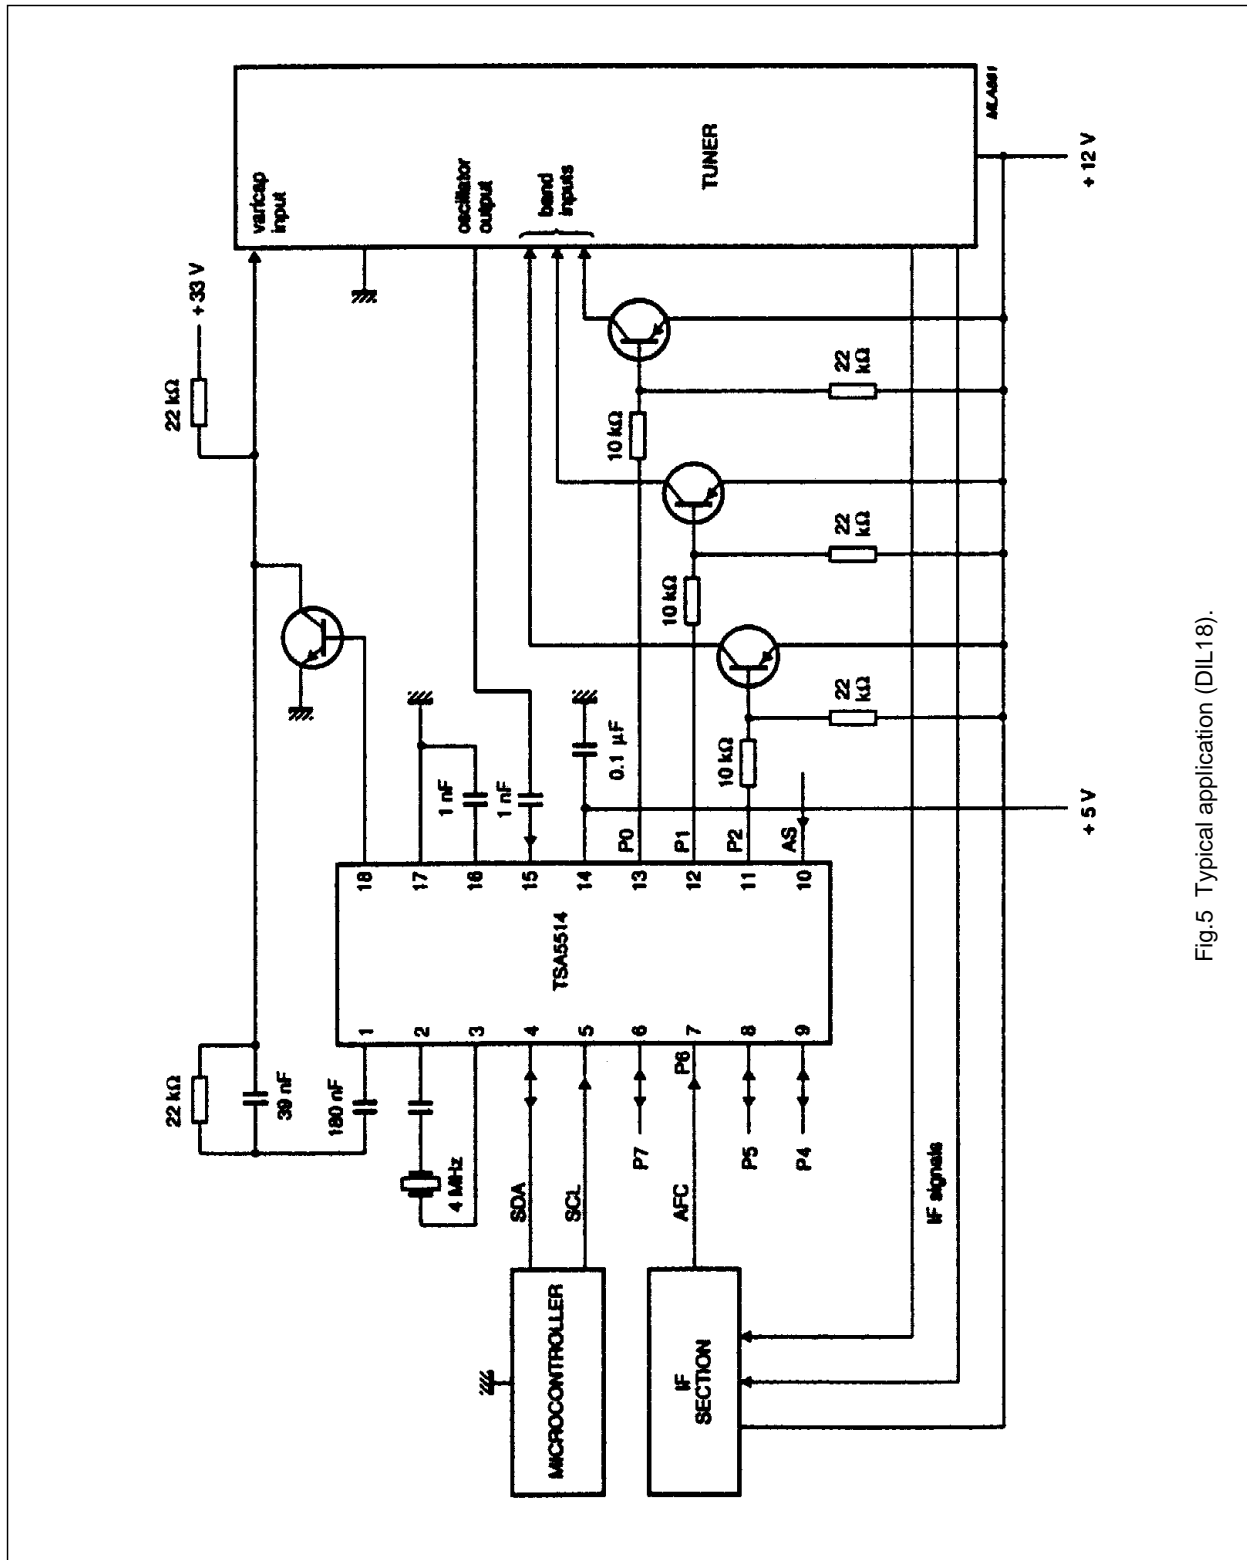 22 kΩ
39 nF
180 nF
4 MHz
22 kΩ
+33 V
varicap
input
oscillator
output
band
inputs
TUNER
MLA981
+12 V
18
17
16
15
14
13
12
11
10
1
2
3
4
5
6
7
8
9
TSA5514
1 nF
1 nF
0.1 µF
P0
P1
P2
AS
10 kΩ
10 kΩ
10 kΩ
22
kΩ
22
kΩ
22
kΩ
+5 V
SDA
SCL
P7
AFC
P6
P5
P4
IF signals
MICROCONTROLLER
IF
SECTION
Fig.5 Typical application (DIL18).